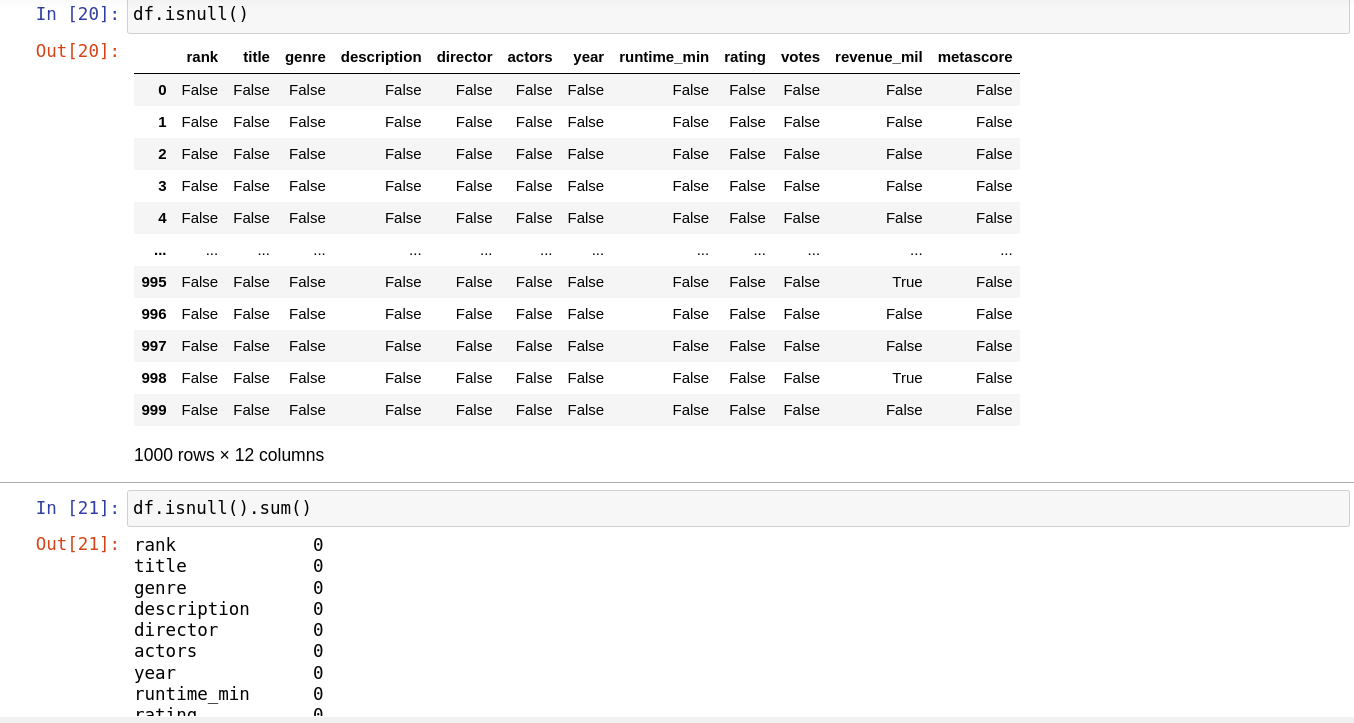 In [20]: df.isnull()
Out[20]:
rank title genre description director actors year runtime_min rating votes revenue_mil metascore
0 False False False False False False False False False False False False
1 False False False False False False False False False False False False
2 False False False False False False False False False False False False
3 False False False False False False False False False False False False
4 False False False False False False False False False False False False
... ... ... ... ... ... ... ... ... ... ... ... ...
995 False False False False False False False False False False True False
996 False False False False False False False False False False False False
997 False False False False False False False False False False False False
998 False False False False False False False False False False True False
999 False False False False False False False False False False False False
1000 rows × 12 columns
In [21]: df.isnull().sum()
Out[21]: rank 0
title 0
genre 0
description 0
director 0
actors 0
year 0
runtime_min 0
rating 0